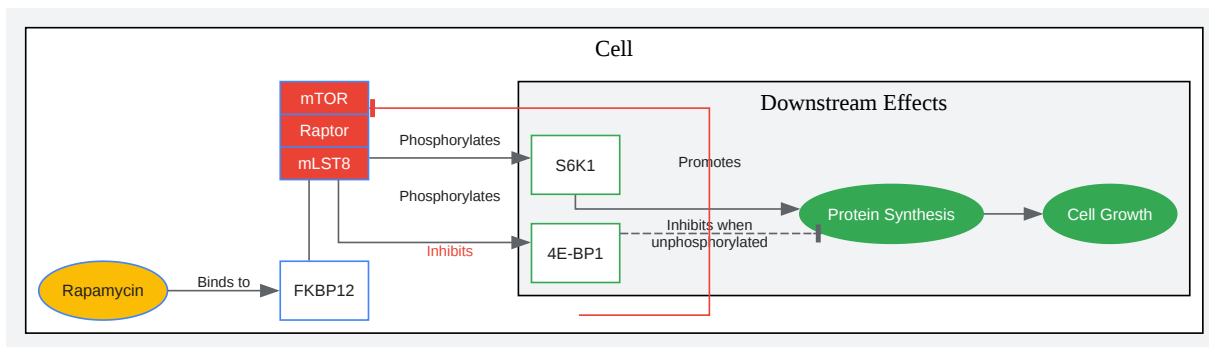 Cell
Downstream Effects
mTOR
Raptor
mLST8
Phosphorylates
S6K1
Promotes
Phosphorylates
Protein Synthesis
Cell Growth
Inhibits when
unphosphorylated
Inhibits
4E-BP1
Rapamycin
Binds to
FKBP12